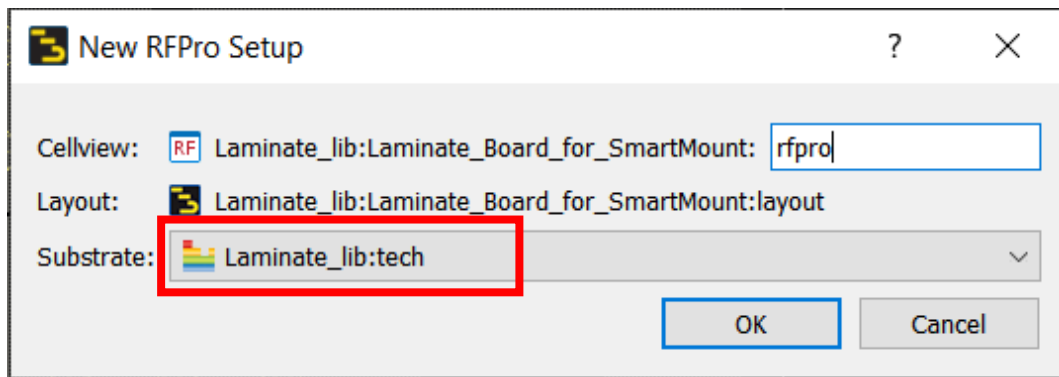 New RFPro Setup ? ×
Cellview: RF Laminate_lib:Laminate_Board_for_SmartMount: rfpro
Layout: Laminate_lib:Laminate_Board_for_SmartMount:layout
Substrate: Laminate_lib:tech
OK Cancel